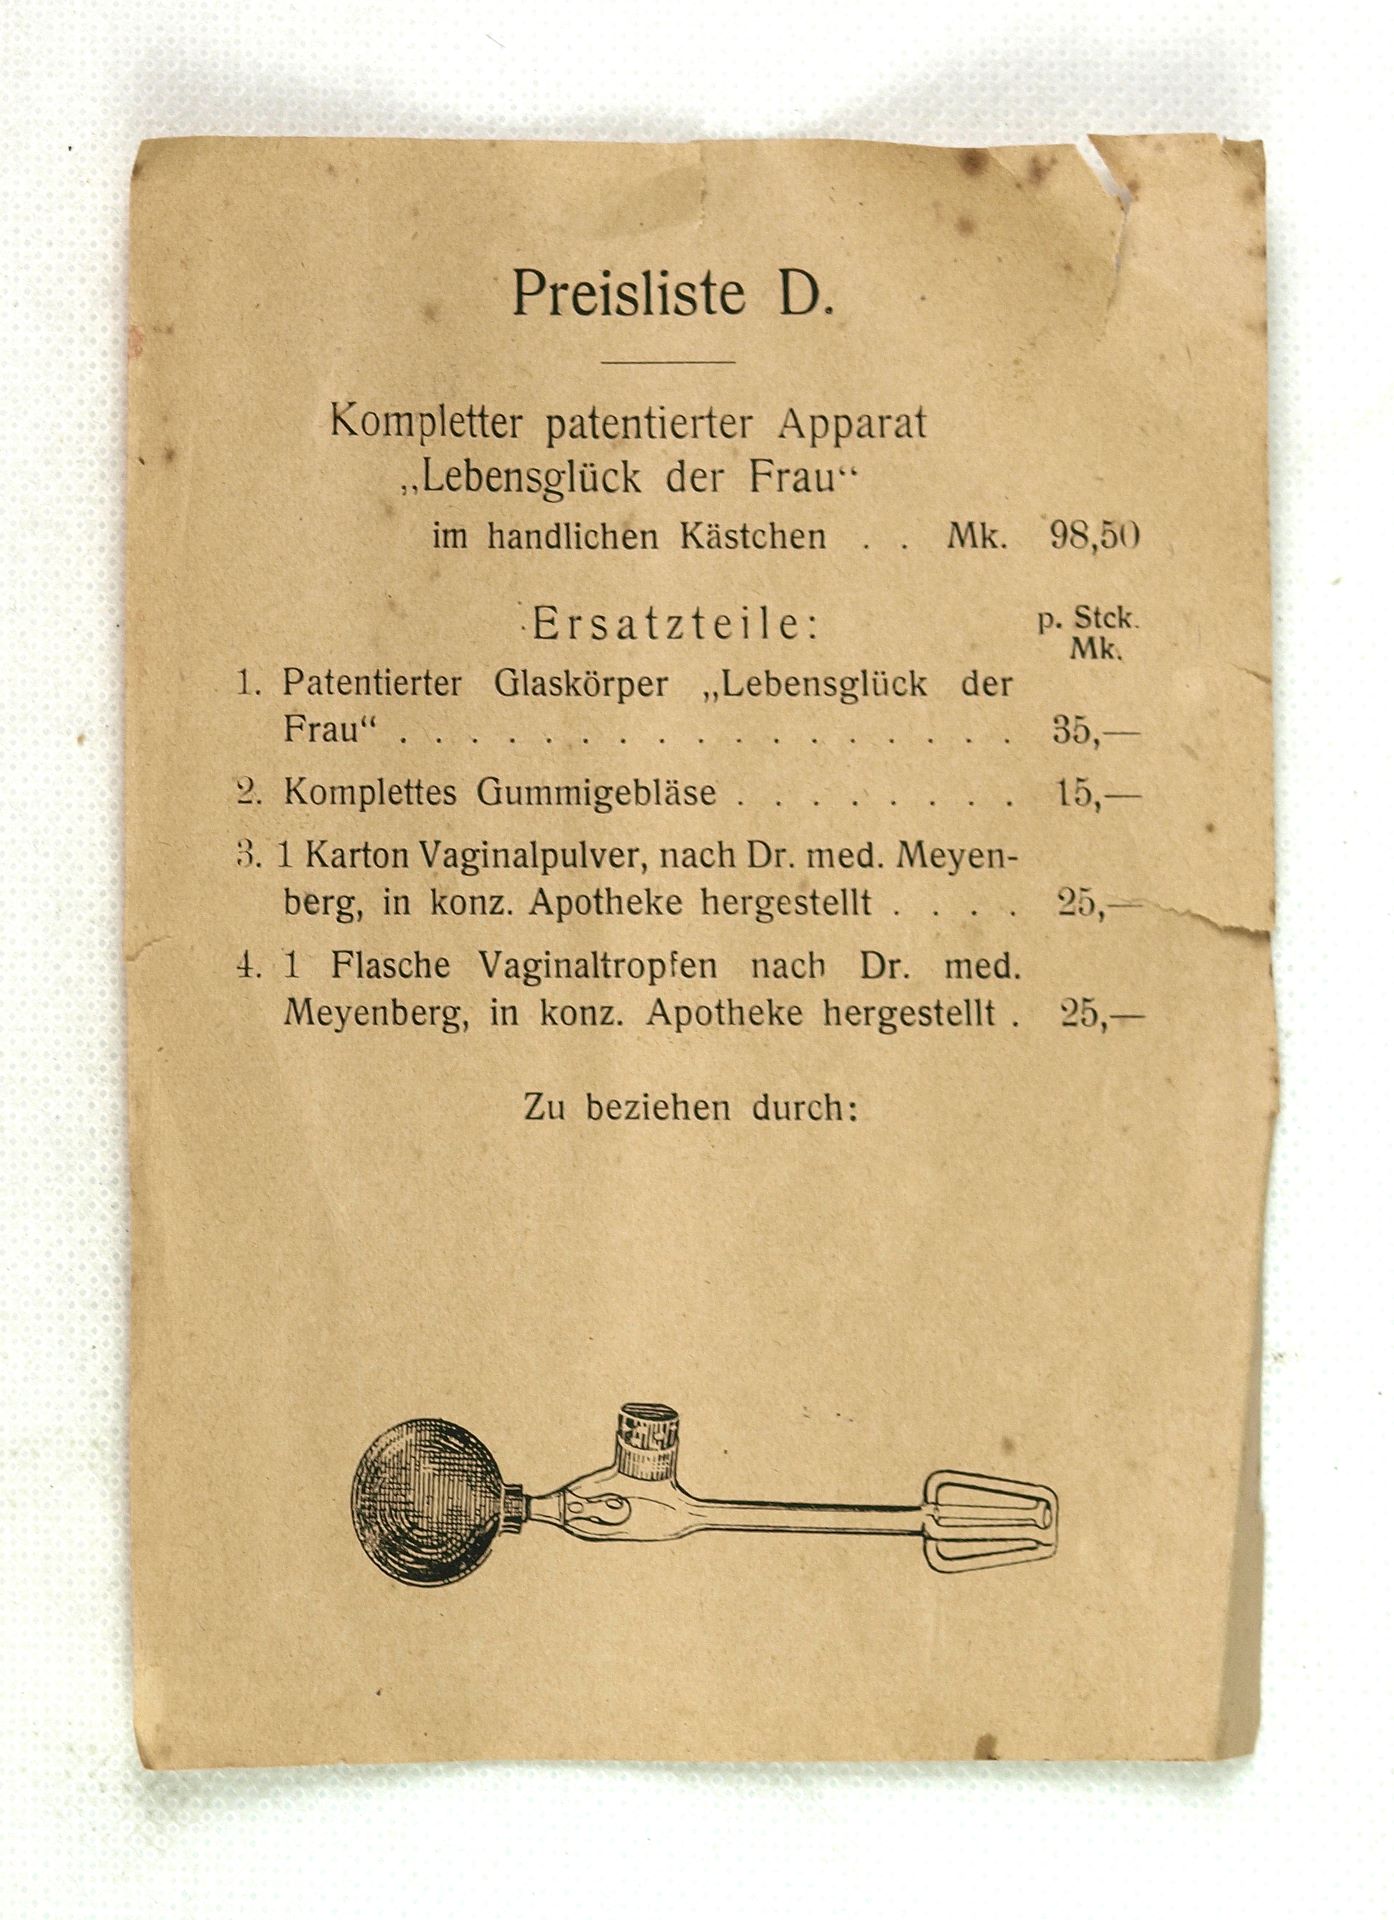 Preisliste D.
Kompletter patentierter Apparat
„Lebensglück der Frau“
im handlichen Kästchen . . Mk. 98,50
Ersatzteile: p. Stck.
Mk.
1. Patentierter Glaskörper „Lebensglück der
Frau“ . . . . . . . . . . . . . . . . . 35,—
2. Komplettes Gummigebläse . . . . . . . . 15,—
3. 1 Karton Vaginalpulver, nach Dr. med. Meyen-
berg, in konz. Apotheke hergestellt . . . . 25,—
4. 1 Flasche Vaginaltropfen nach Dr. med.
Meyenberg, in konz. Apotheke hergestellt . 25,—
Zu beziehen durch: